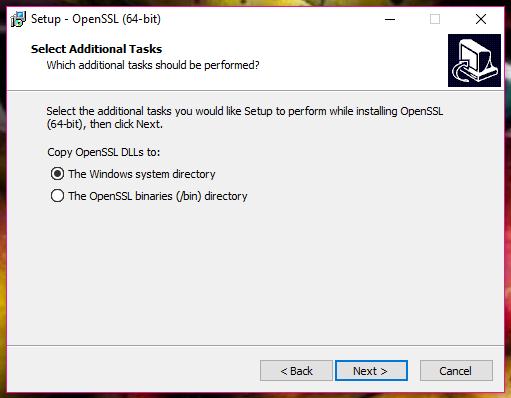 Setup - OpenSSL (64-bit)
Select Additional Tasks
Which additional tasks should be performed?
Select the additional tasks you would like Setup to perform while installing OpenSSL
(64-bit), then click Next.
Copy OpenSSL DLLs to:
The Windows system directory
The OpenSSL binaries (/bin) directory
< Back Next > Cancel